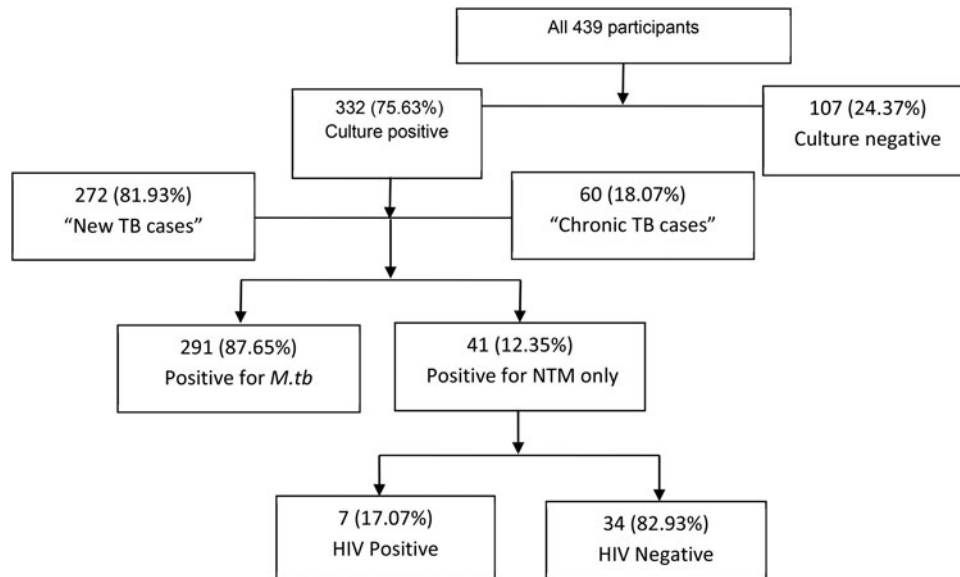 All 439 participants
332 (75.63%)
Culture positive
107 (24.37%)
Culture negative
272 (81.93%)
“New TB cases”
60 (18.07%)
“Chronic TB cases”
291 (87.65%)
Positive for M.tb
41 (12.35%)
Positive for NTM only
7 (17.07%)
HIV Positive
34 (82.93%)
HIV Negative